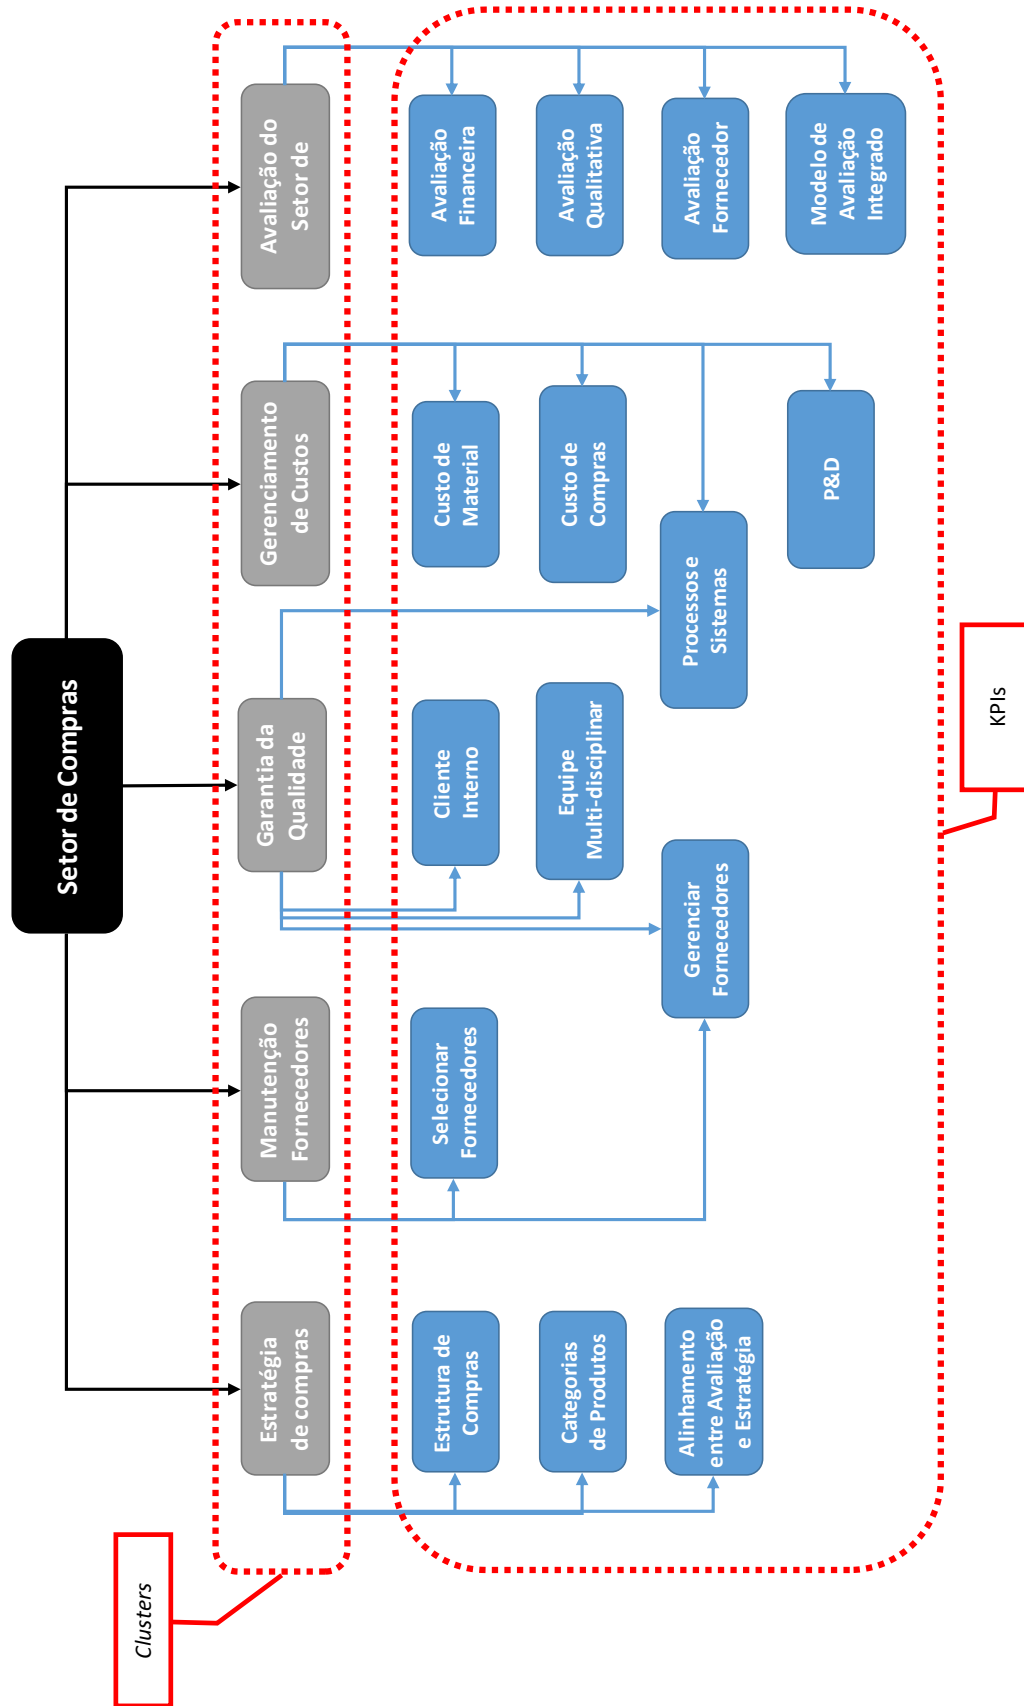 Setor de Compras
Clusters
Estratégia
de compras
Manutenção
Fornecedores
Garantia da
Qualidade
Gerenciamento
de Custos
Avaliação do
Setor de
Estrutura de
Compras
Categorias
de Produtos
Alinhamento
entre Avaliação
e Estratégia
Selecionar
Fornecedores
Gerenciar
Fornecedores
Cliente
Interno
Equipe
Multi-disciplinar
Processos e
Sistemas
Custo de
Material
Custo de
Compras
P&D
Avaliação
Financeira
Avaliação
Qualitativa
Avaliação
Fornecedor
Modelo de
Avaliação
Integrado
KPIs